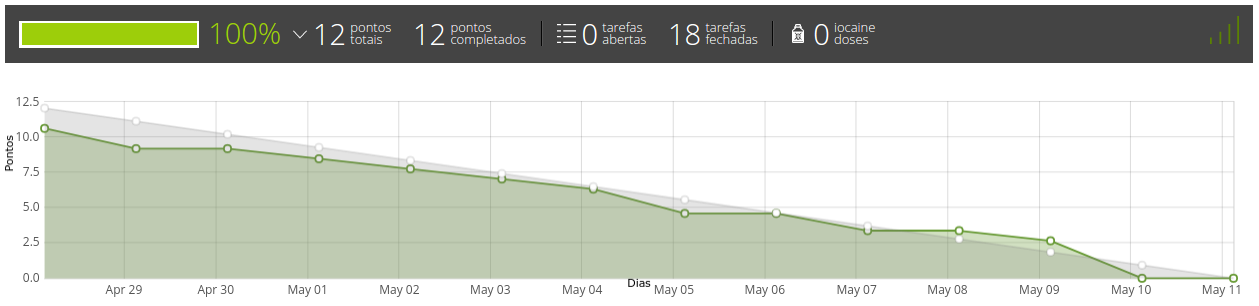 100% 12 pontos totais 12 pontos completados 0 tarefas abertas 18 tarefas fechadas 0 iocaine doses
12.5
10.0
7.5
5.0
2.5
0.0
Pontos
Apr 29 Apr 30 May 01 May 02 May 03 May 04 May 05 May 06 May 07 May 08 May 09 May 10 May 11
Dias